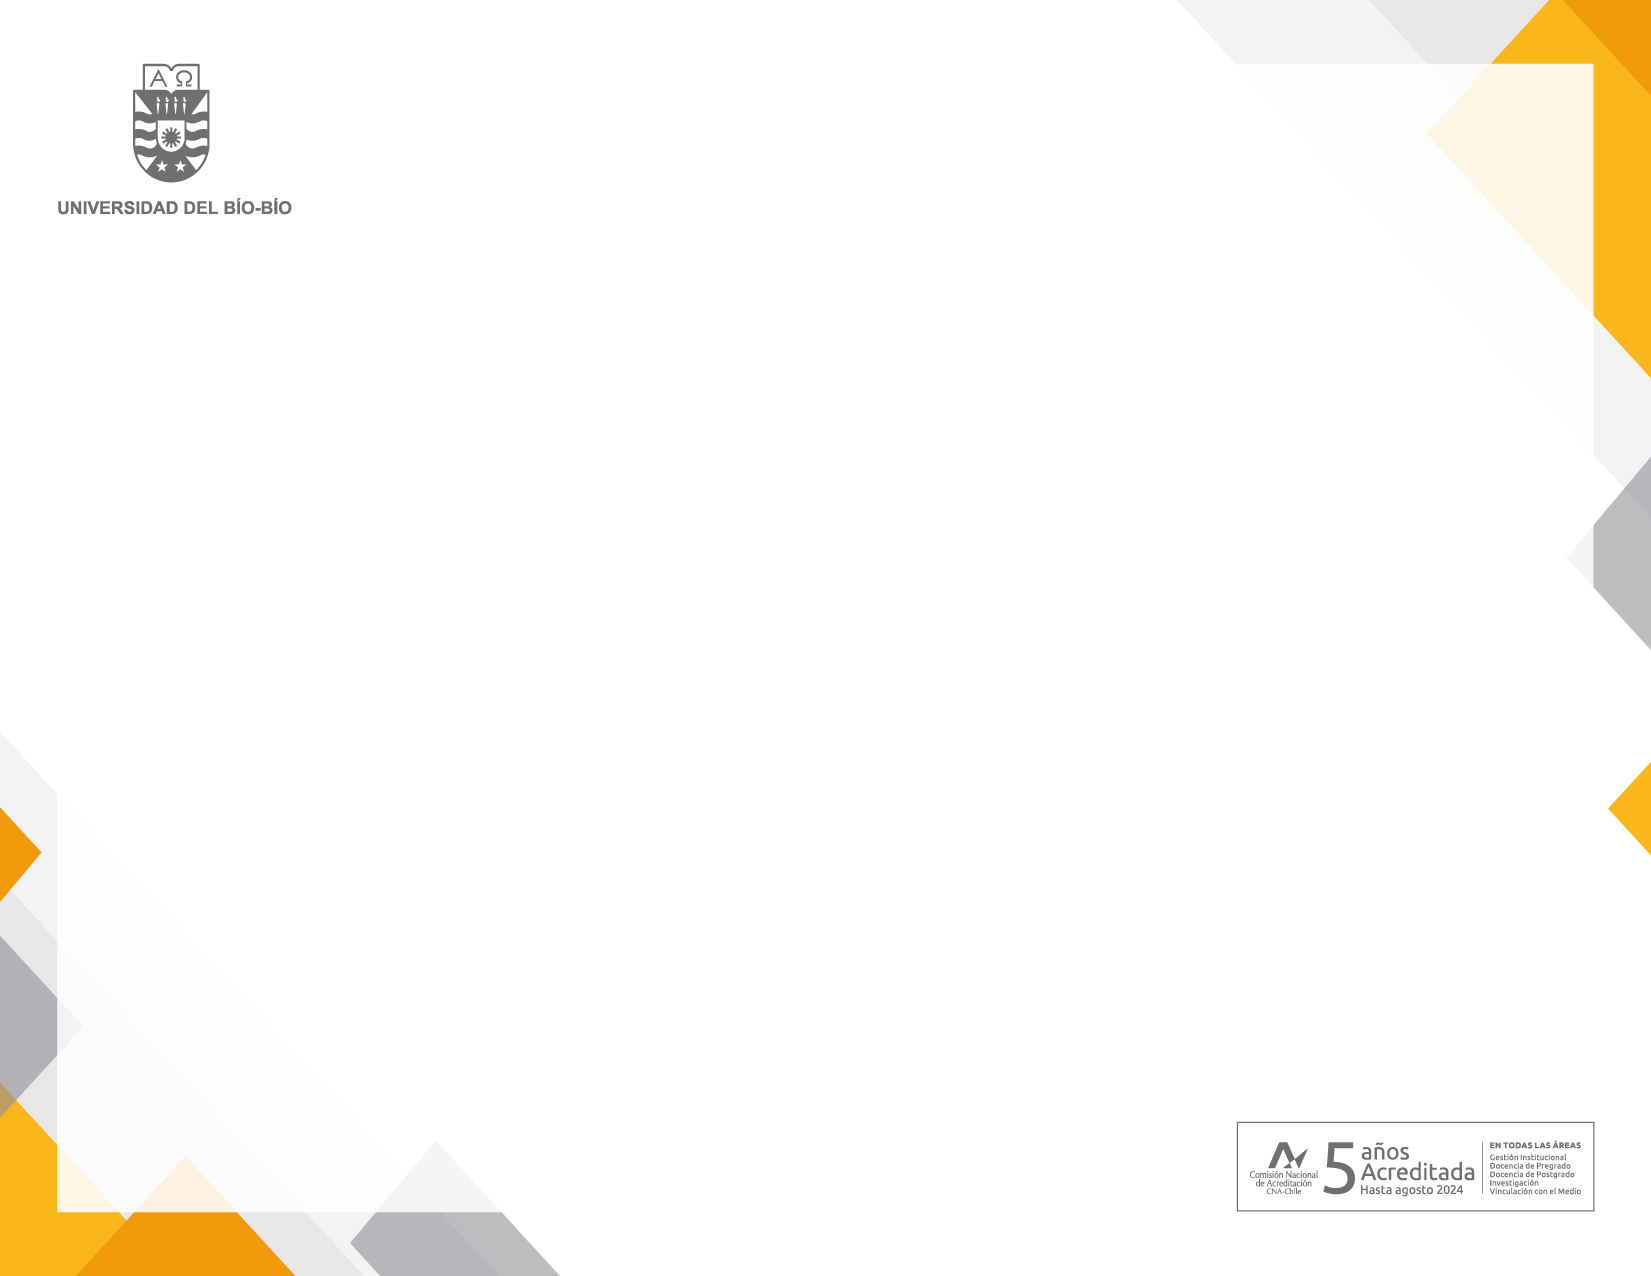 ΑΩ
UNIVERSIDAD DEL BÍO-BÍO
Comisión Nacional
de Acreditación
CNA-Chile
5 años
Acreditada
Hasta agosto 2024
EN TODAS LAS ÁREAS
Gestión Institucional
Docencia de Pregrado
Docencia de Postgrado
Investigación
Vinculación con el Medio